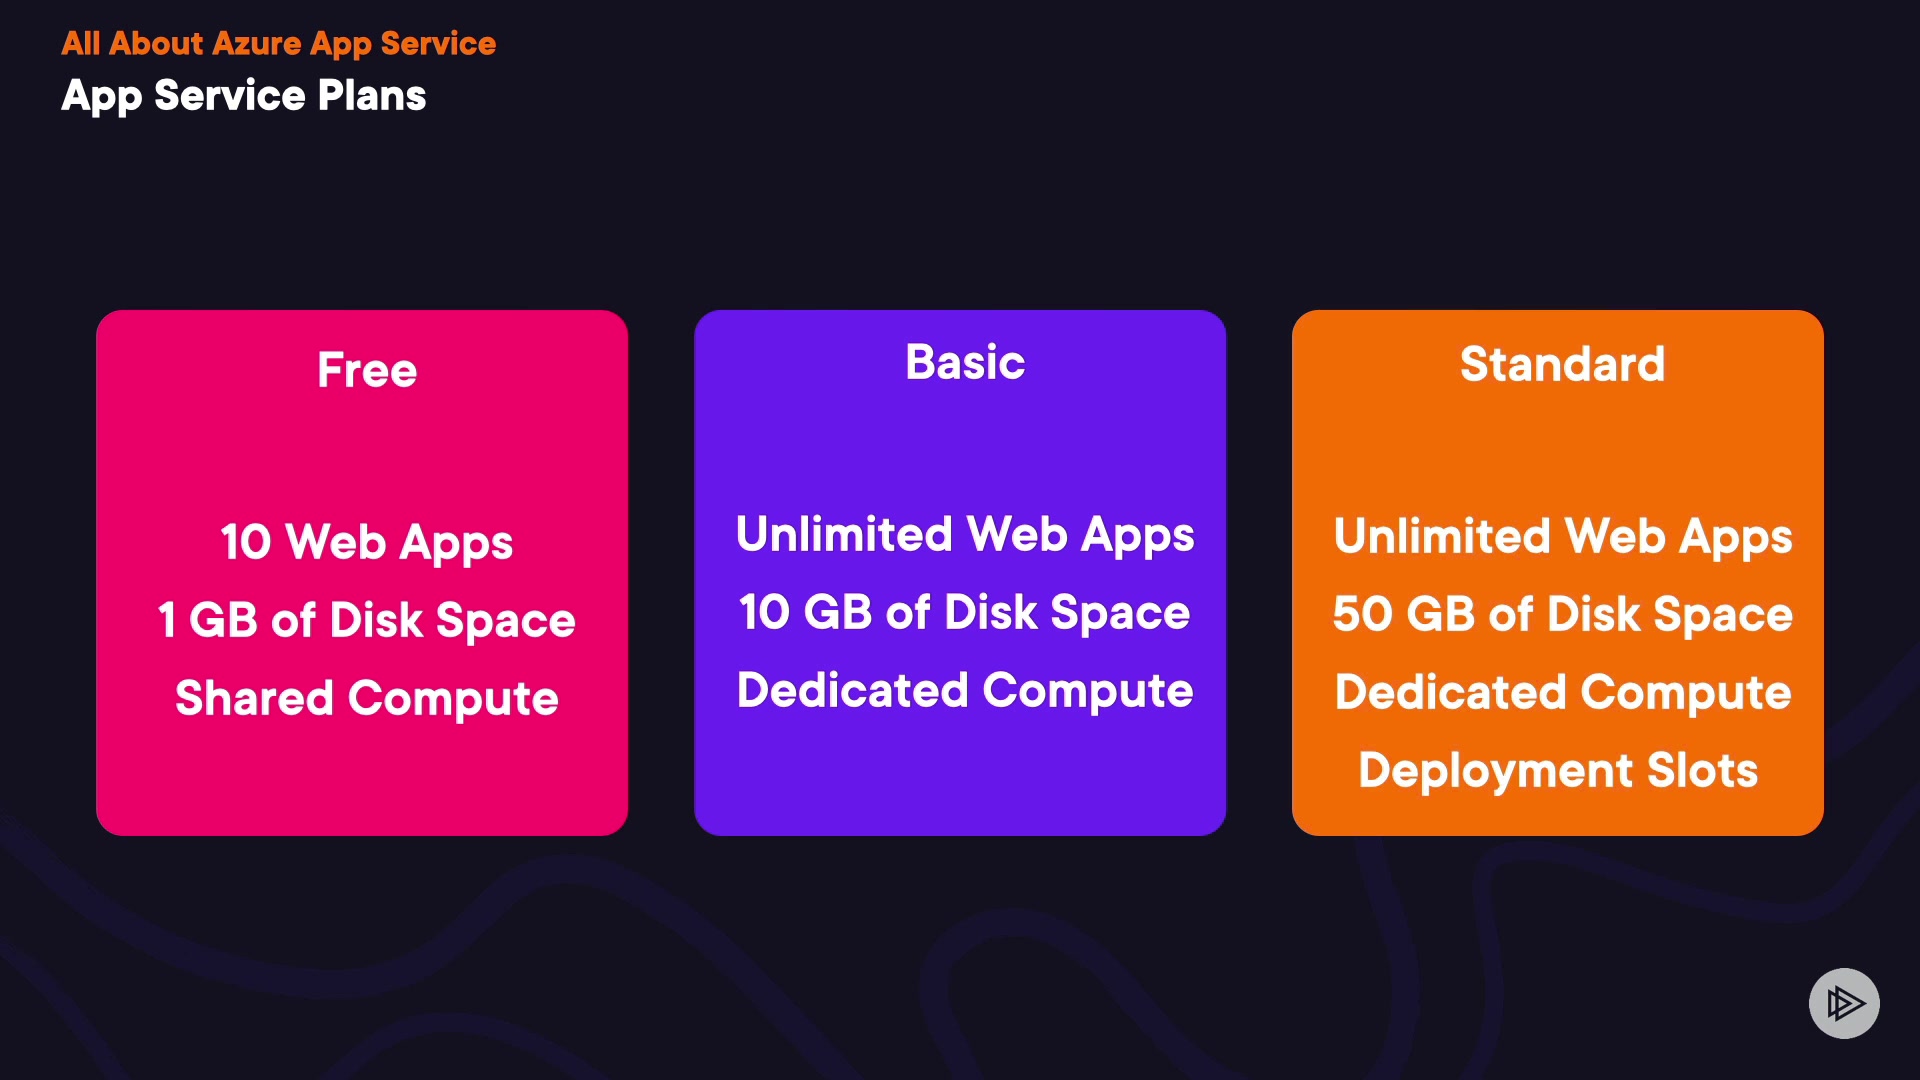 All About Azure App Service
App Service Plans
Free
10 Web Apps
1 GB of Disk Space
Shared Compute
Basic
Unlimited Web Apps
10 GB of Disk Space
Dedicated Compute
Standard
Unlimited Web Apps
50 GB of Disk Space
Dedicated Compute
Deployment Slots